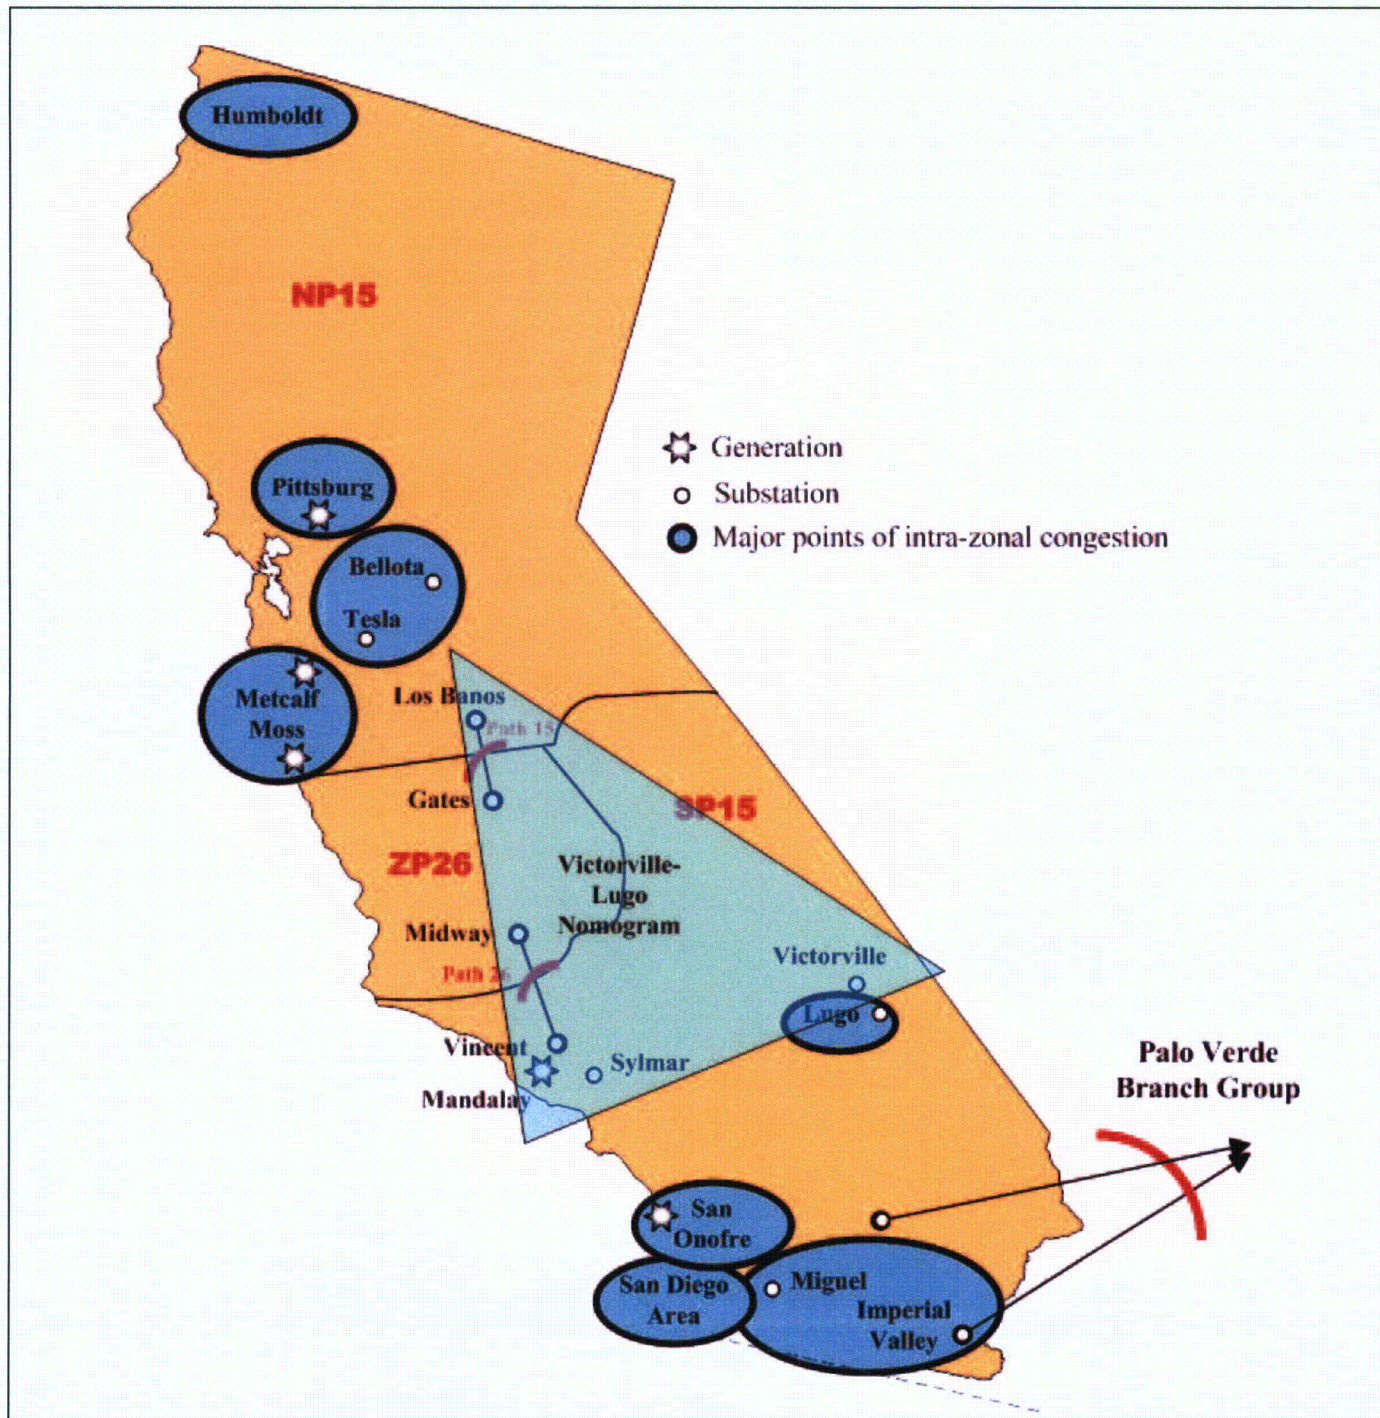 Humboldt
NP15
Generation
Substation
Major points of intra-zonal congestion
Pittsburg
Bellota
Tesla
Metcalf
Moss
Los Banos
Path 15
Gates
SP15
ZP26
Victorville-
Lugo
Nomogram
Midway
Path 26
Victorville
Lugo
Vincent
Sylmar
Mandalay
Palo Verde
Branch Group
San
Onofre
San Diego
Area
Miguel
Imperial
Valley